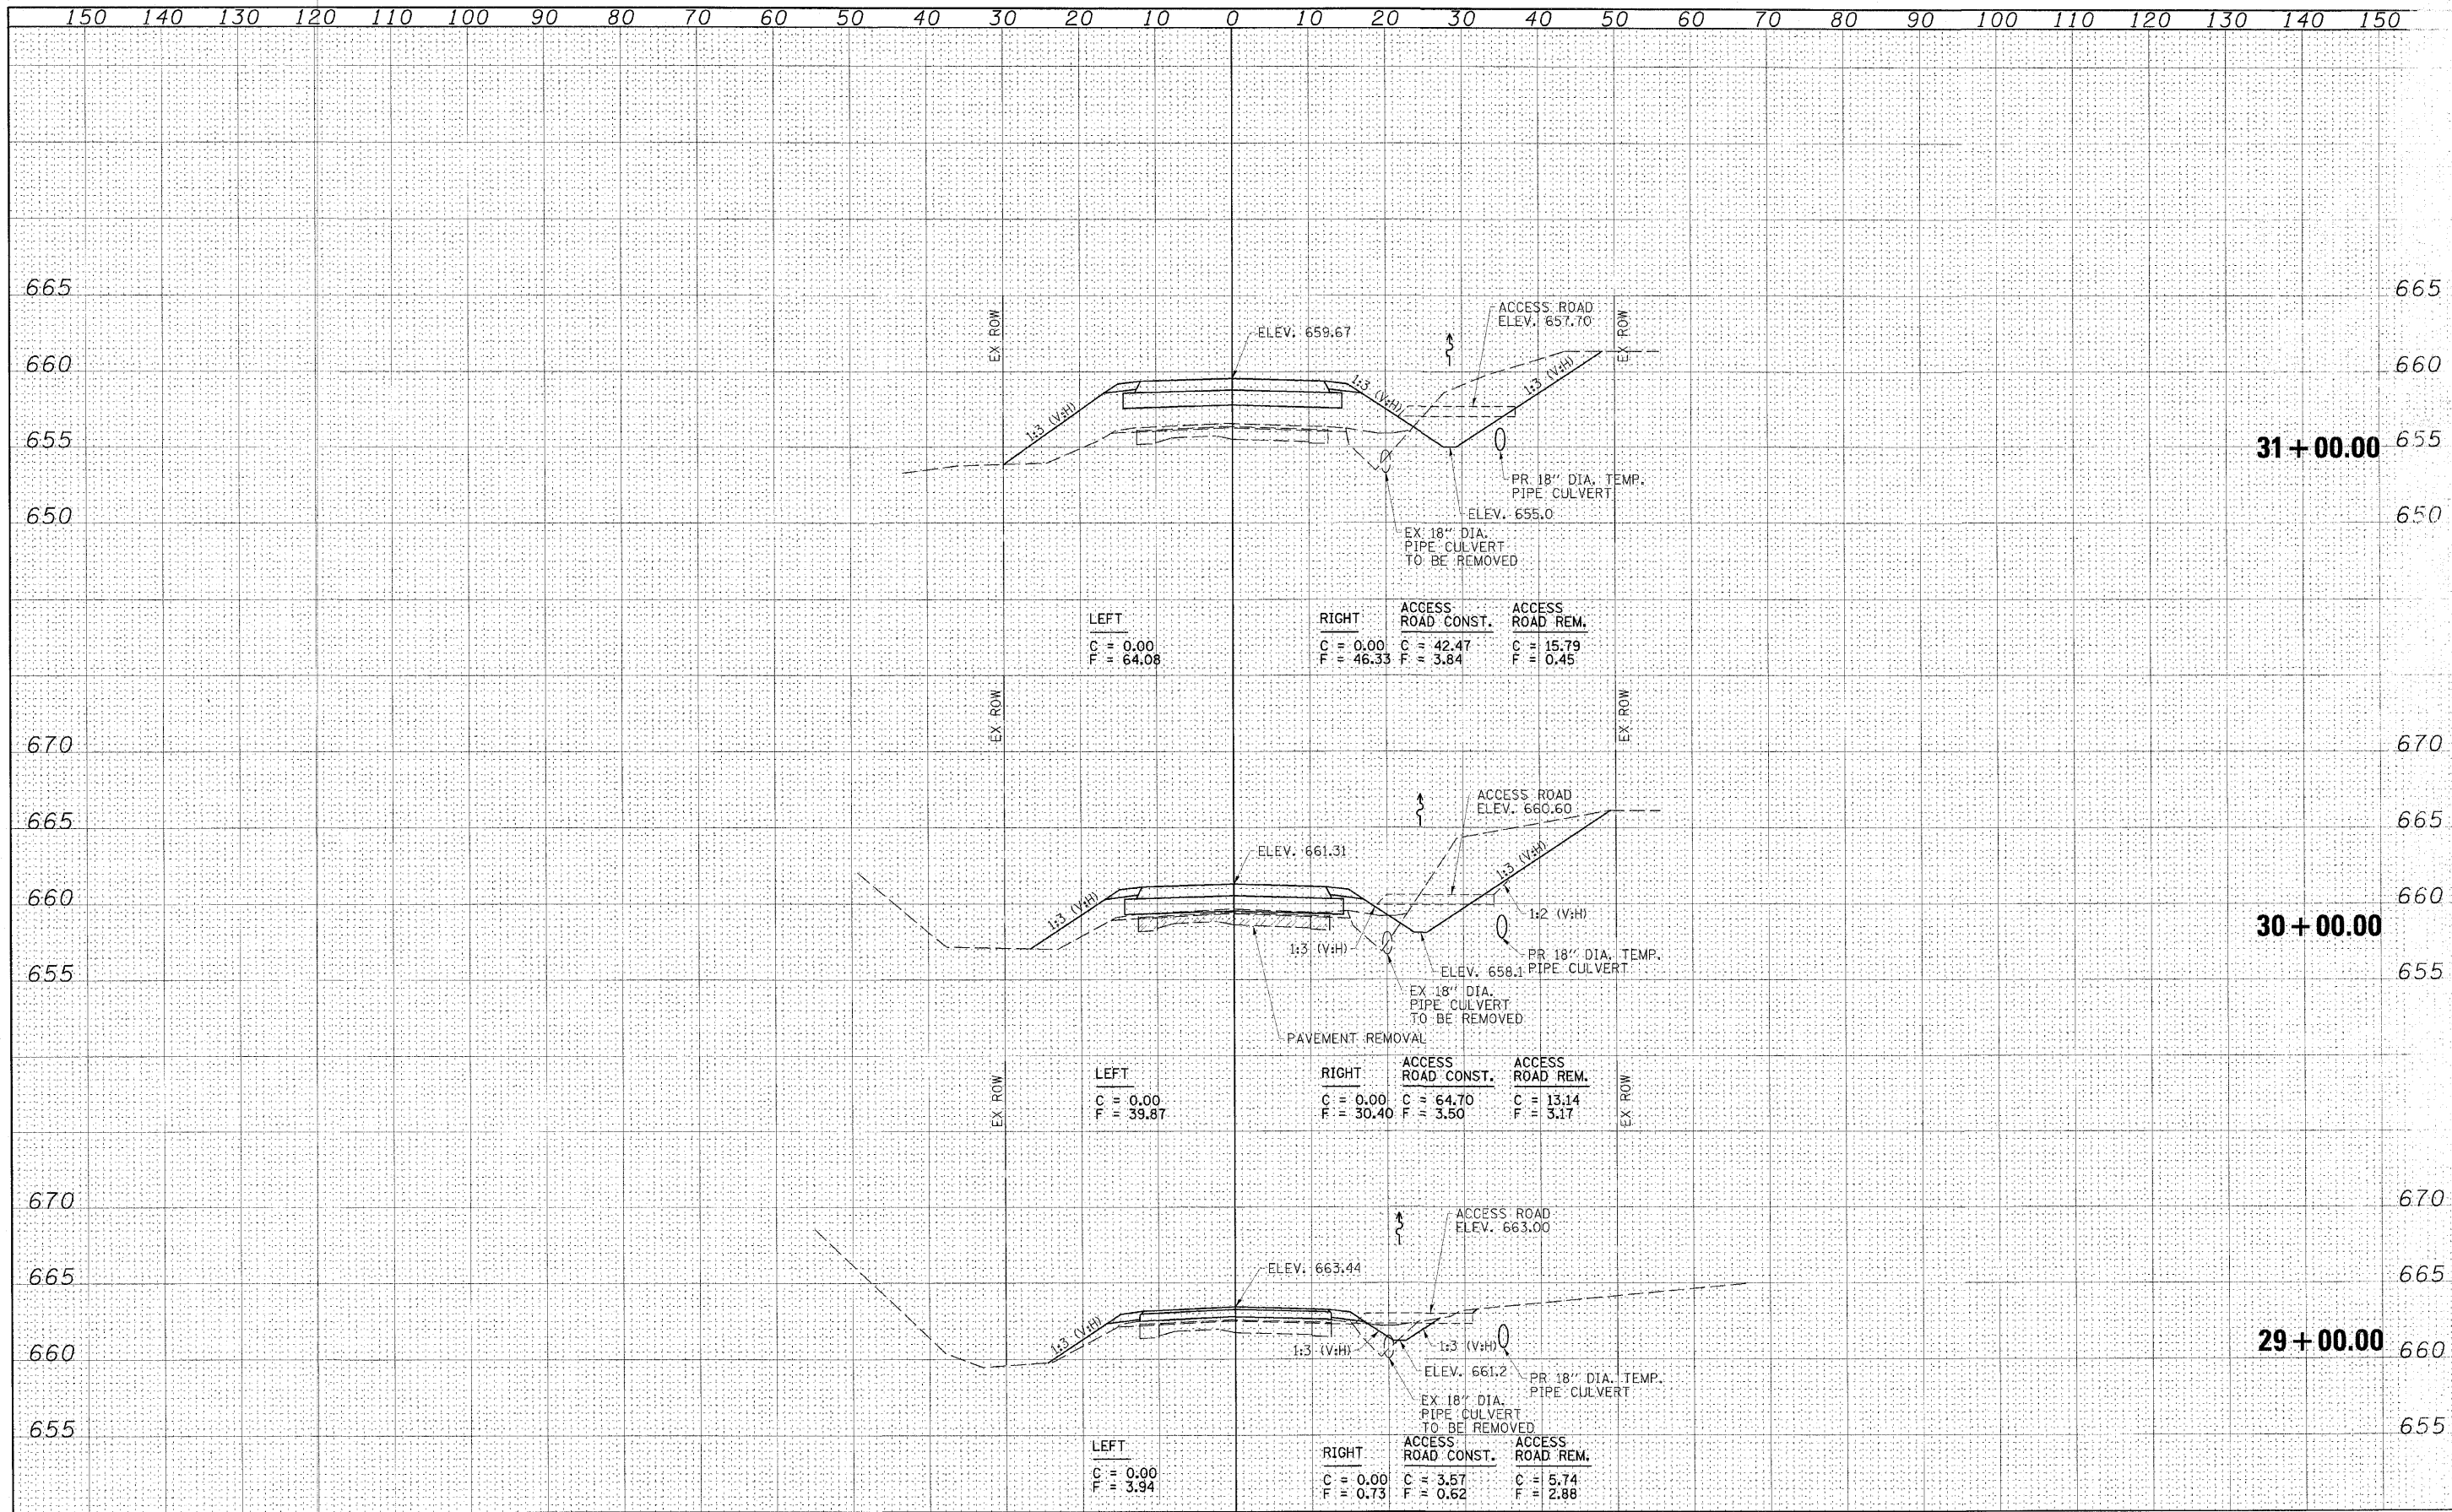 150 140 130 120 110 100 90 80 70 60 50 40 30 20 10 0 10 20 30 40 50 60 70 80 90 100 110 120 130 140 150
665 665
EX ROW
EX ROW
ACCESS ROAD
ELEV. 657.70
ELEV. 659.67
660 660
1:3 (V:H)
1:3 (V:H)
1:3 (V:H)
655 655
31+00.00
PR 18" DIA. TEMP.
PIPE CULVERT
650 650
ELEV. 655.0
EX 18" DIA.
PIPE CULVERT
TO BE REMOVED
LEFT RIGHT ACCESS ROAD CONST. ACCESS ROAD REM.
C = 0.00 C = 0.00 C = 42.47 C = 15.79
F = 64.08 F = 46.33 F = 3.84 F = 0.45
EX ROW
EX ROW
670 670
ACCESS ROAD
ELEV. 660.60
665 665
ELEV. 661.31
1:3 (V:H)
1:3 (V:H)
660 660
1:2 (V:H)
30+00.00
1:3 (V:H)
PR 18" DIA. TEMP.
PIPE CULVERT
655 655
ELEV. 658.1
EX 18" DIA.
PIPE CULVERT
TO BE REMOVED
PAVEMENT REMOVAL
LEFT RIGHT ACCESS ROAD CONST. ACCESS ROAD REM.
C = 0.00 C = 0.00 C = 64.70 C = 13.14
F = 39.87 F = 30.40 F = 3.50 F = 3.17
EX ROW
EX ROW
670 670
ACCESS ROAD
ELEV. 663.00
665 665
ELEV. 663.44
1:3 (V:H)
1:3 (V:H)
1:3 (V:H)
660 660
29+00.00
ELEV. 661.2
PR 18" DIA. TEMP.
PIPE CULVERT
EX 18" DIA.
PIPE CULVERT
TO BE REMOVED
655 655
LEFT RIGHT ACCESS ROAD CONST. ACCESS ROAD REM.
C = 0.00 C = 0.00 C = 3.57 C = 5.74
F = 3.94 F = 0.73 F = 0.62 F = 2.88